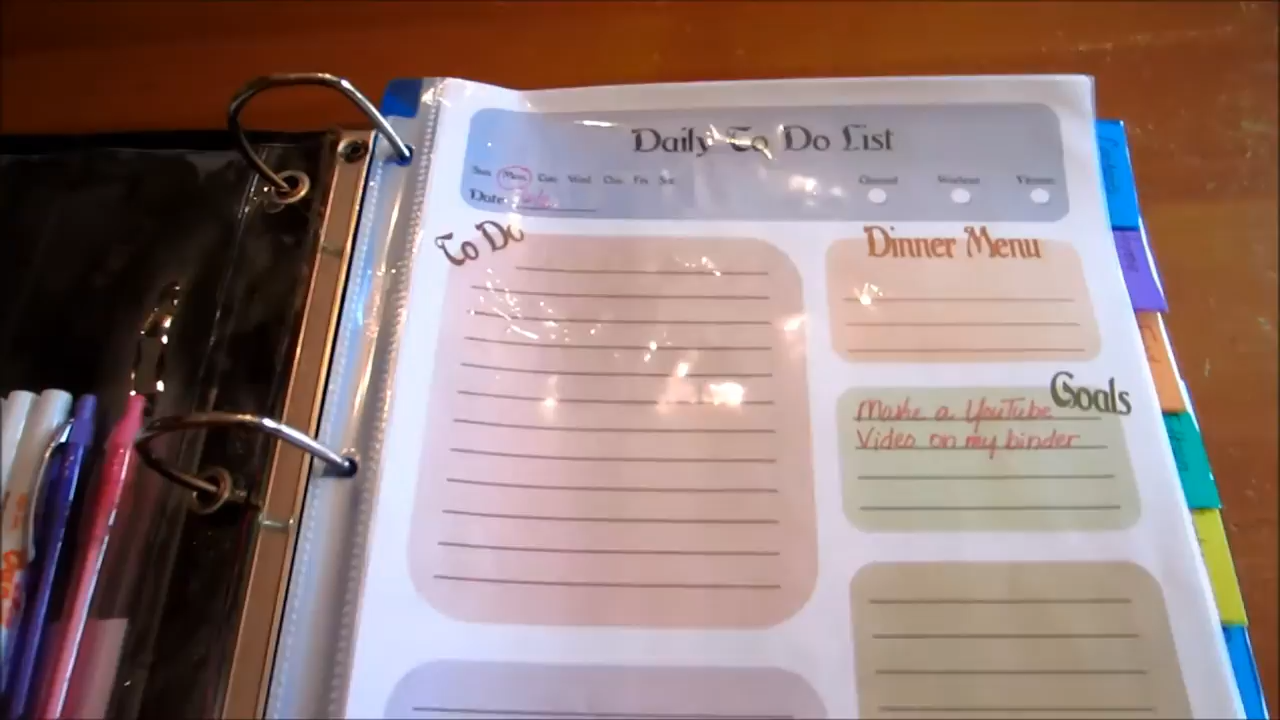 Daily To Do List
Sun Mon Tue Wed Thu Fri Sat
Workout
Date
To Do
Dinner Menu
Goals
Make a YouTube
Video on my binder